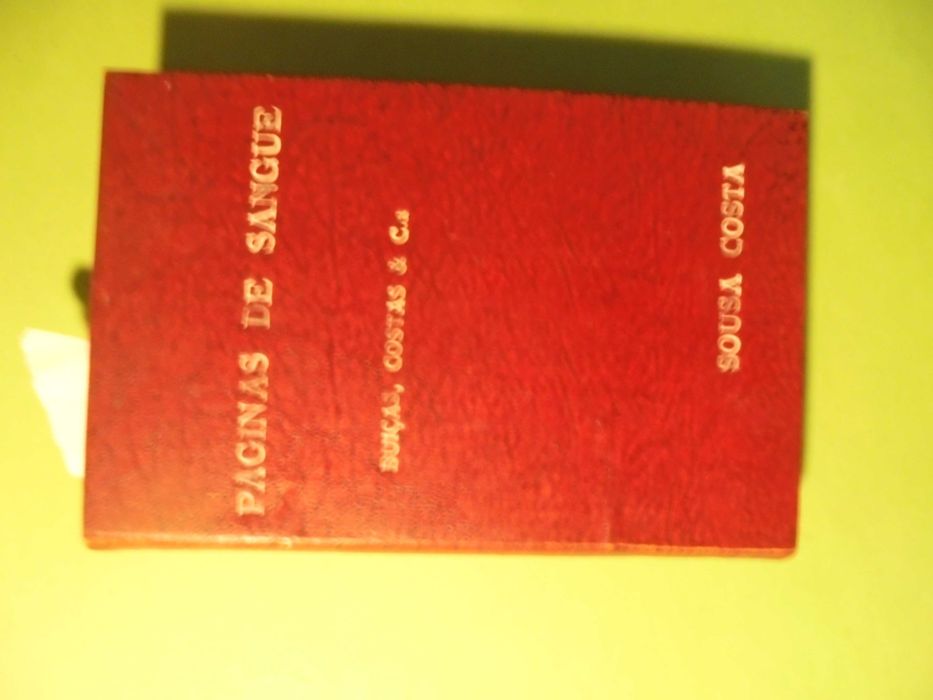 PAGINAS DE SANGUE
BUIÇAS, COSTAS & C.a
SOUSA COSTA